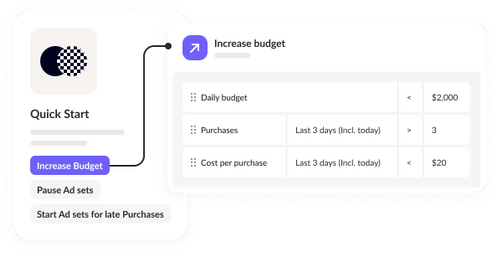 Increase budget
Daily budget < $2,000
Purchases Last 3 days (Incl. today) > 3
Cost per purchase Last 3 days (Incl. today) < $20
Quick Start
Increase Budget
Pause Ad sets
Start Ad sets for late Purchases